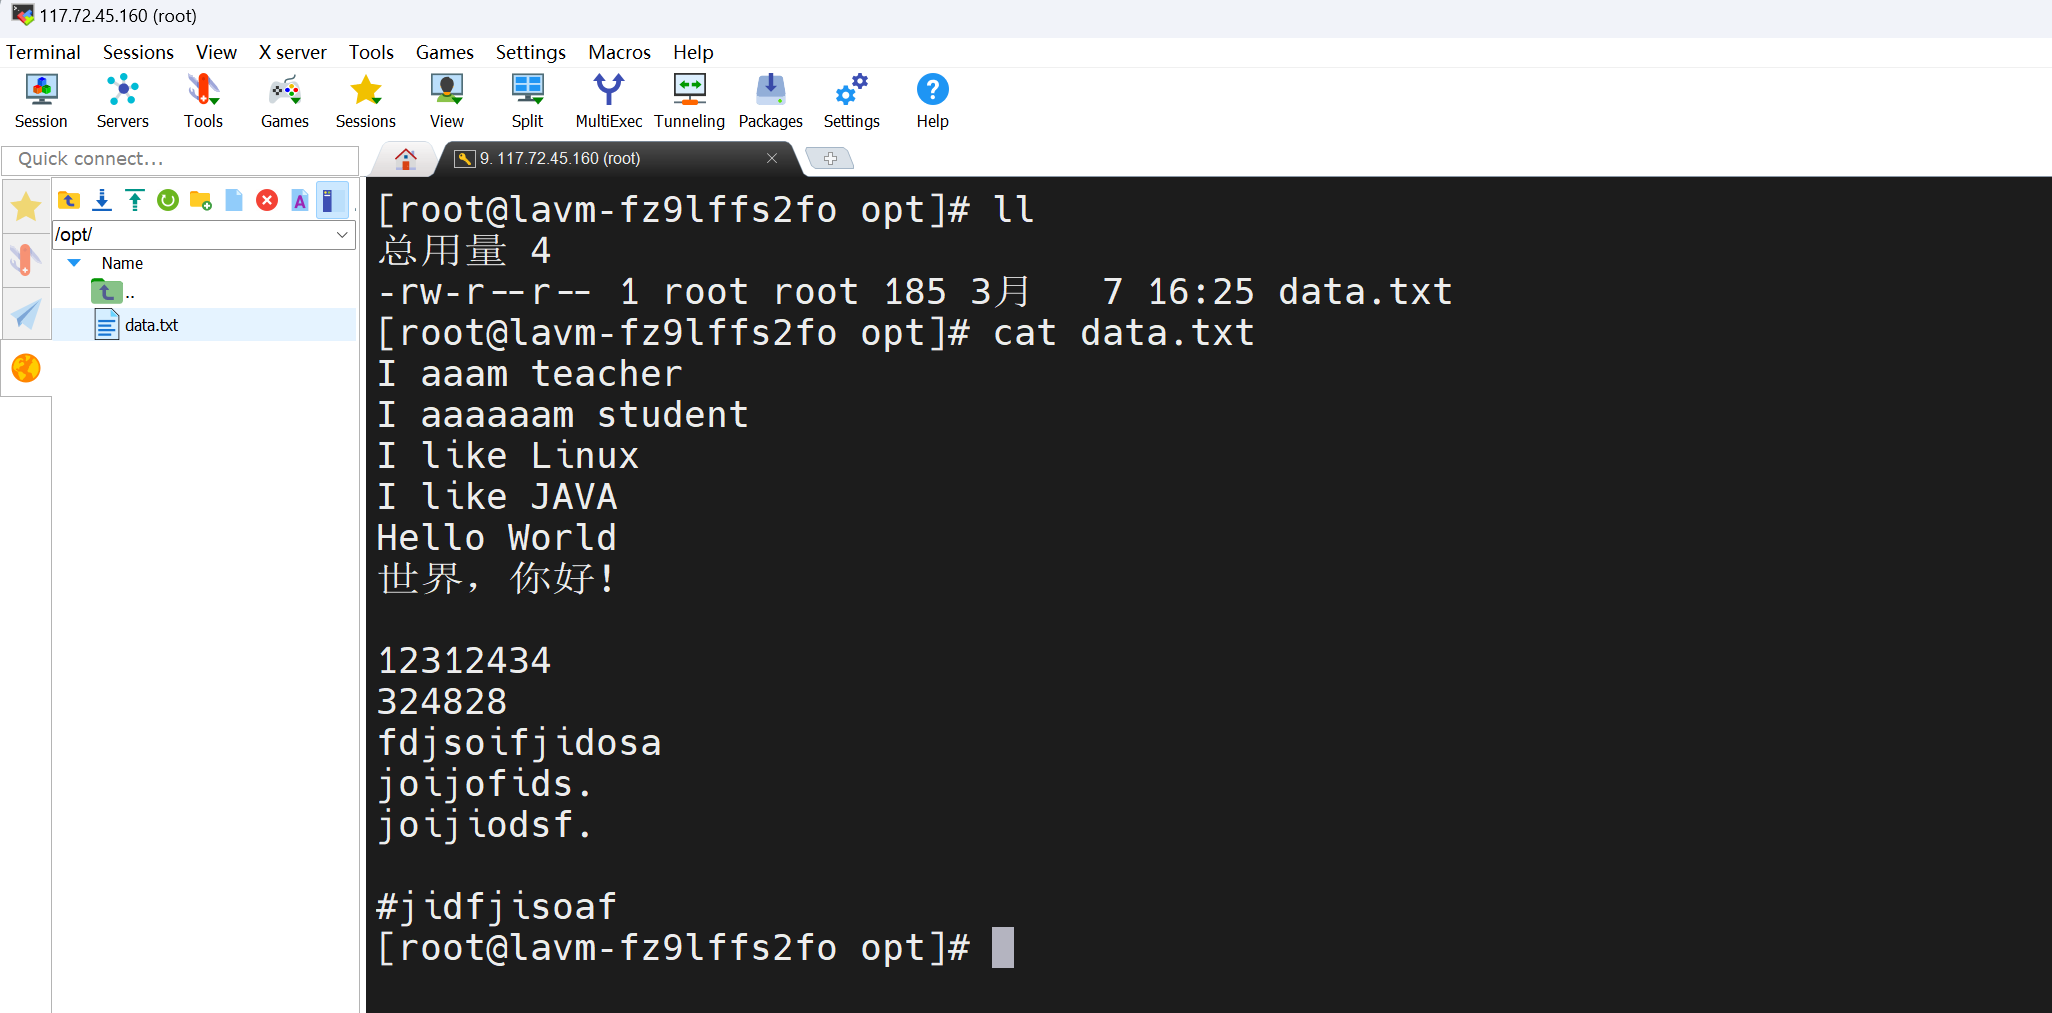 117.72.45.160 (root)
Terminal Sessions View X server Tools Games Settings Macros Help
Session Servers Tools Games Sessions View Split MultiExec Tunneling Packages Settings Help
Quick connect...
9. 117.72.45.160 (root)
/opt/
Name
..
data.txt
[root@lavm-fz9lffs2fo opt]# ll
总用量 4
-rw-r--r-- 1 root root 185 3月   7 16:25 data.txt
[root@lavm-fz9lffs2fo opt]# cat data.txt
I aaam teacher
I aaaaaam student
I like Linux
I like JAVA
Hello World
世界，你好！
12312434
324828
fdjsoifjidosa
joijofids.
joijiodsf.
#jidfjisoaf
[root@lavm-fz9lffs2fo opt]#